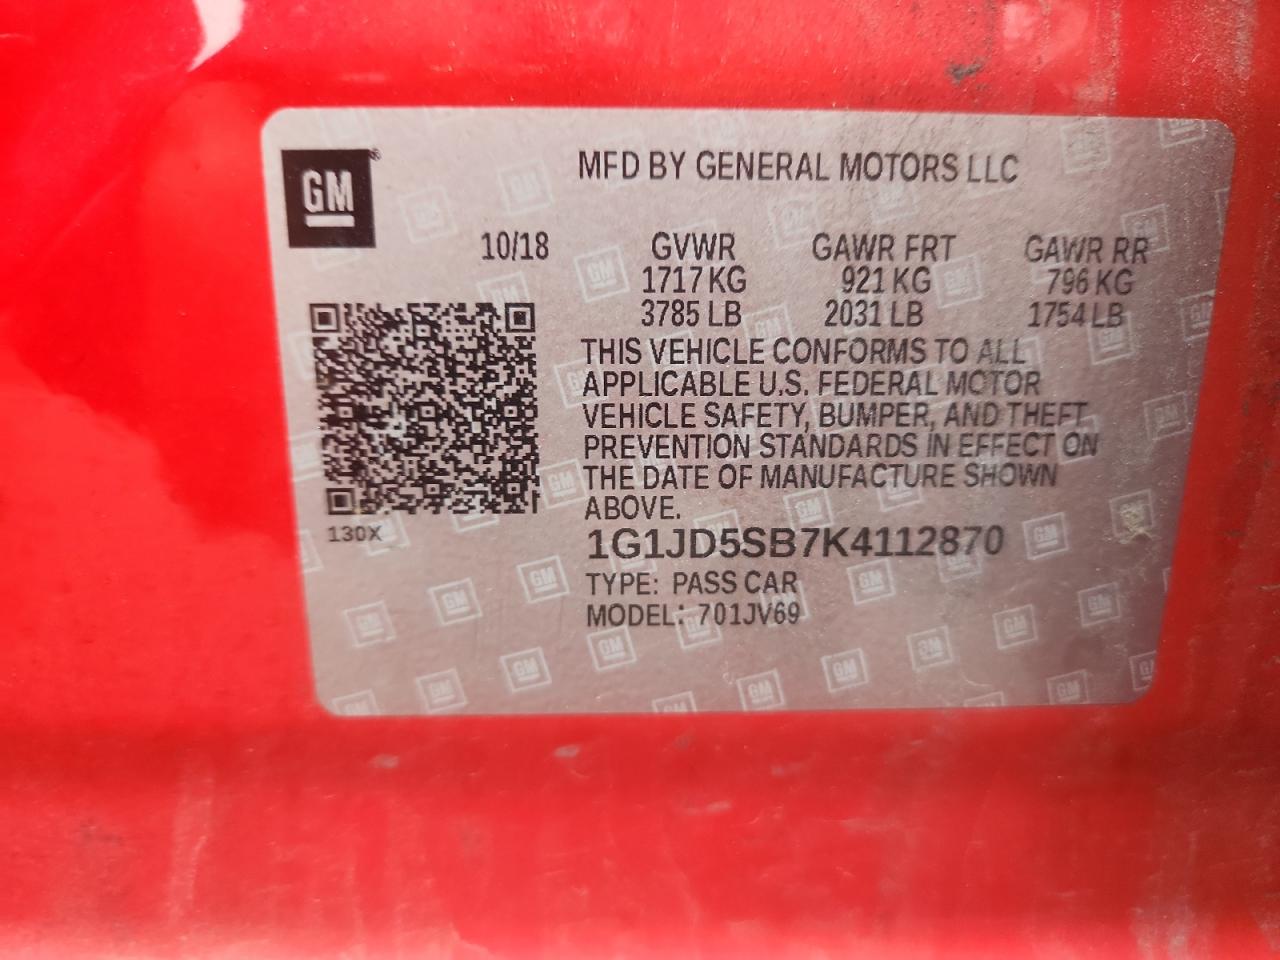 GM®
MFD BY GENERAL MOTORS LLC
10/18 GVWR GAWR FRT GAWR RR
1717 KG 921 KG 796 KG
3785 LB 2031 LB 1754 LB
THIS VEHICLE CONFORMS TO ALL
APPLICABLE U.S. FEDERAL MOTOR
VEHICLE SAFETY, BUMPER, AND THEFT
PREVENTION STANDARDS IN EFFECT ON
THE DATE OF MANUFACTURE SHOWN
ABOVE.
130X
1G1JD5SB7K4112870
TYPE: PASS CAR
MODEL: 701JV69